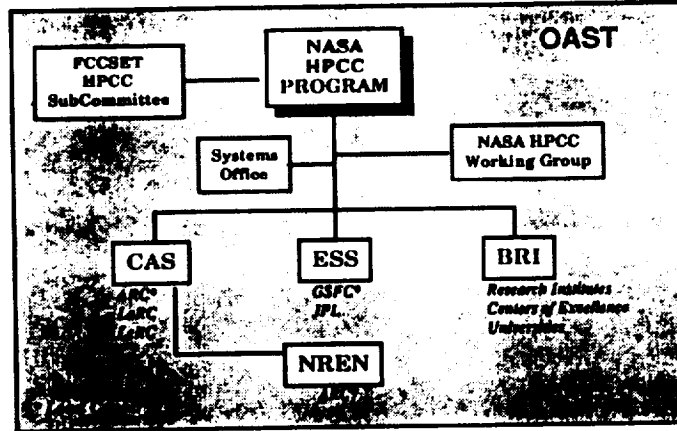 OAST
NASA
HPCC
PROGRAM
FCCSET
HPCC
SubCommittee
Systems
Office
NASA HPCC
Working Group
CAS
ARC*
LaRC
LeRC
ESS
GSFC*
JPL
BRI
Research Institutes
Centers of Excellence
Universities
NREN